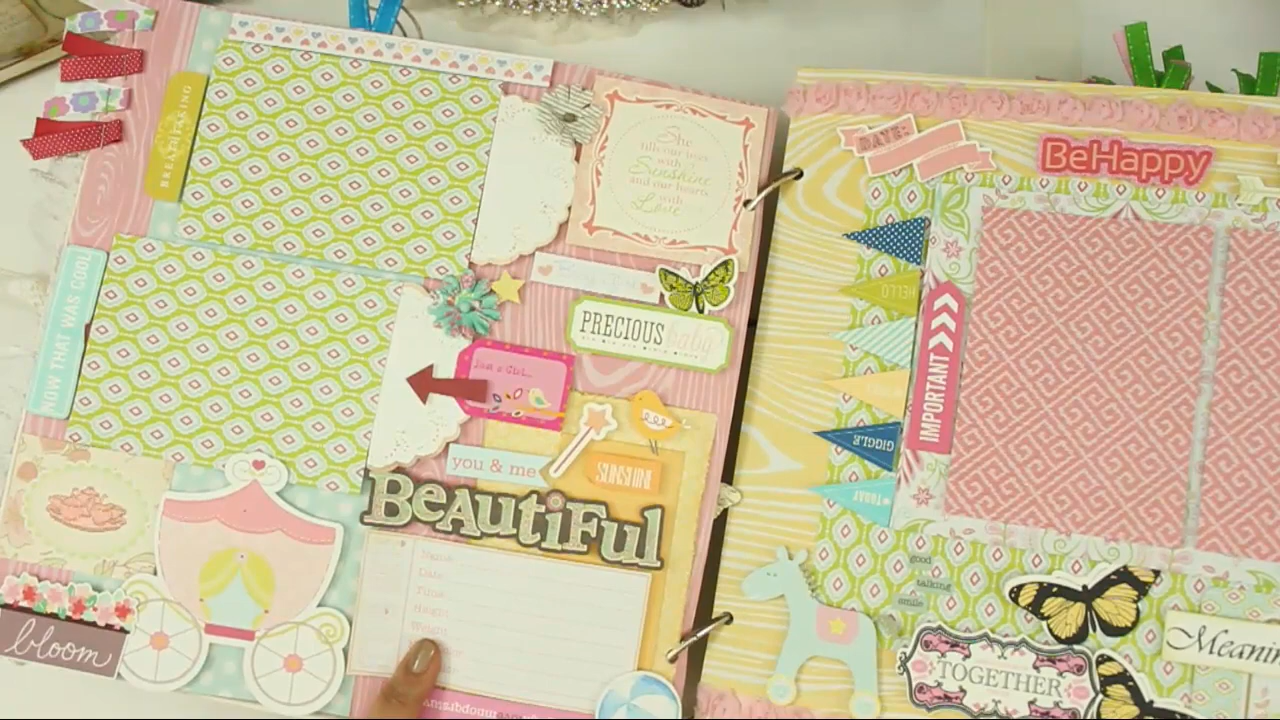 BREATHTAKING
NOW THAT WAS COOL
She
fills our lives
with
Sunshine
and our hearts
with
Love
PRECIOUS baby
Just a Girl...
you & me
SUNSHINE
BeAutiFul
Name
Date
Time
Height
Weight
bloom
DATE:
BeHappy
HELLO
IMPORTANT
GIGGLE
TODAY
good
talking
smile
TOGETHER